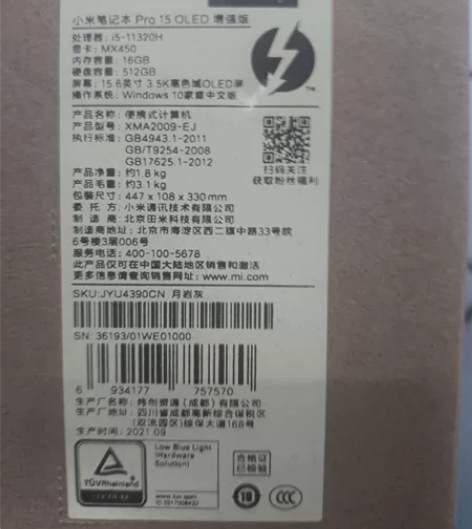 小米笔记本 Pro 15 OLED 增强版
处理器：i5-11320H
显卡：MX450
内存容量：16GB
硬盘容量：512GB
屏幕：15.6英寸 3.5K高色域OLED屏
操作系统：Windows 10家庭中文版
产品名称：便携式计算机
产品型号：XMA2009-EJ
执行标准：GB4943.1-2011
GB/T9254-2008
GB17625.1-2012
产品净重：约1.8 kg
产品毛重：约3.1 kg
包装尺寸：447 x 108 x 330 mm
委 托 方：小米通讯技术有限公司
制 造 商：北京田米科技有限公司
制造商地址：北京市海淀区西二旗中路33号院
6号楼3层006号
服务电话：400-100-5678
此产品仅可在中国大陆地区销售和激活
更多信息请查询销售网址：www.mi.com
扫码关注
获取粉丝福利
SKU:JYU4390CN 月岩灰
SN: 36193/01WE01000
6 934177 757570
生产厂名称：纬创资通（成都）有限公司
生产厂地址：四川省成都高新综合保税区
(双流园区)综保大道168号
生产时间：2021.09
TÜVRheinland
Low Blue Light
(Hardware
Solution)
合格证
已检验
10
CCC